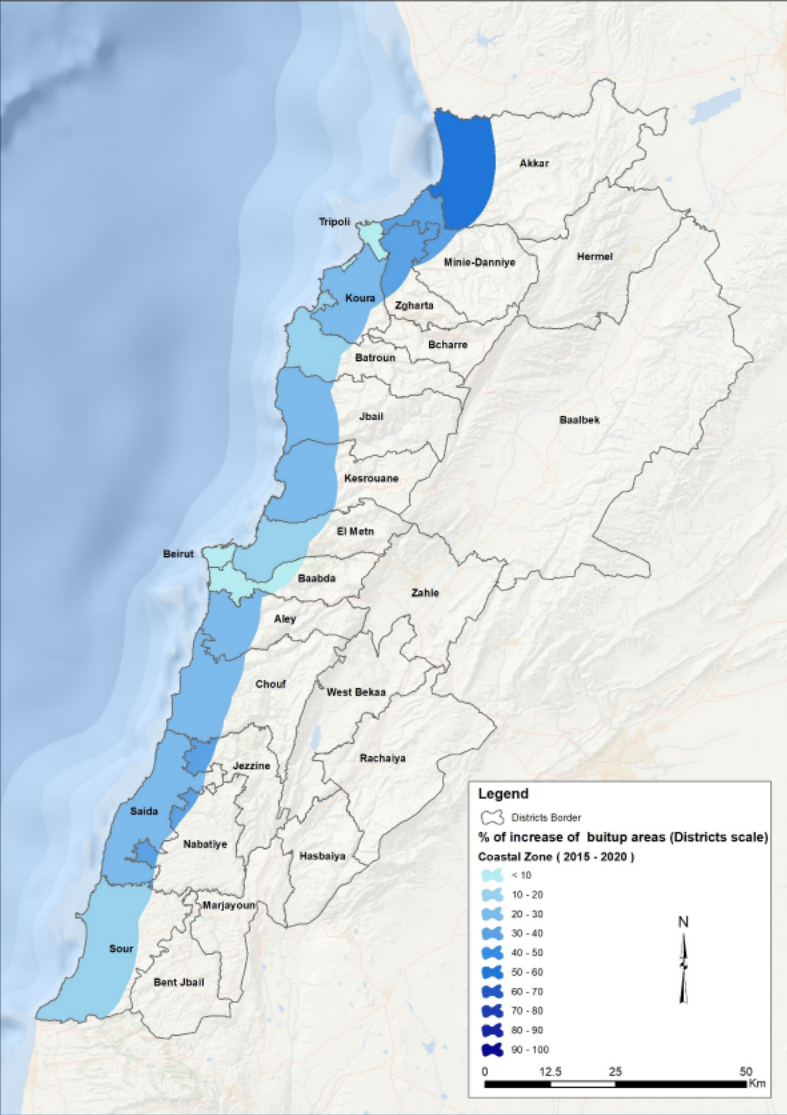 Akkar
Tripoli
Minie-Danniye
Hermel
Koura
Zgharta
Bcharre
Batroun
Jbail
Baalbek
Kesrouane
El Metn
Beirut
Baabda
Zahle
Aley
Chouf
West Bekaa
Rachaiya
Jezzine
Saida
Nabatiye
Hasbaiya
Marjayoun
Sour
Bent Jbail
Legend
Districts Border
% of increase of buitup areas (Districts scale)
Coastal Zone ( 2015 - 2020 )
< 10
10 - 20
20 - 30
30 - 40
40 - 50
50 - 60
60 - 70
70 - 80
80 - 90
90 - 100
N
0 12.5 25 50
Km